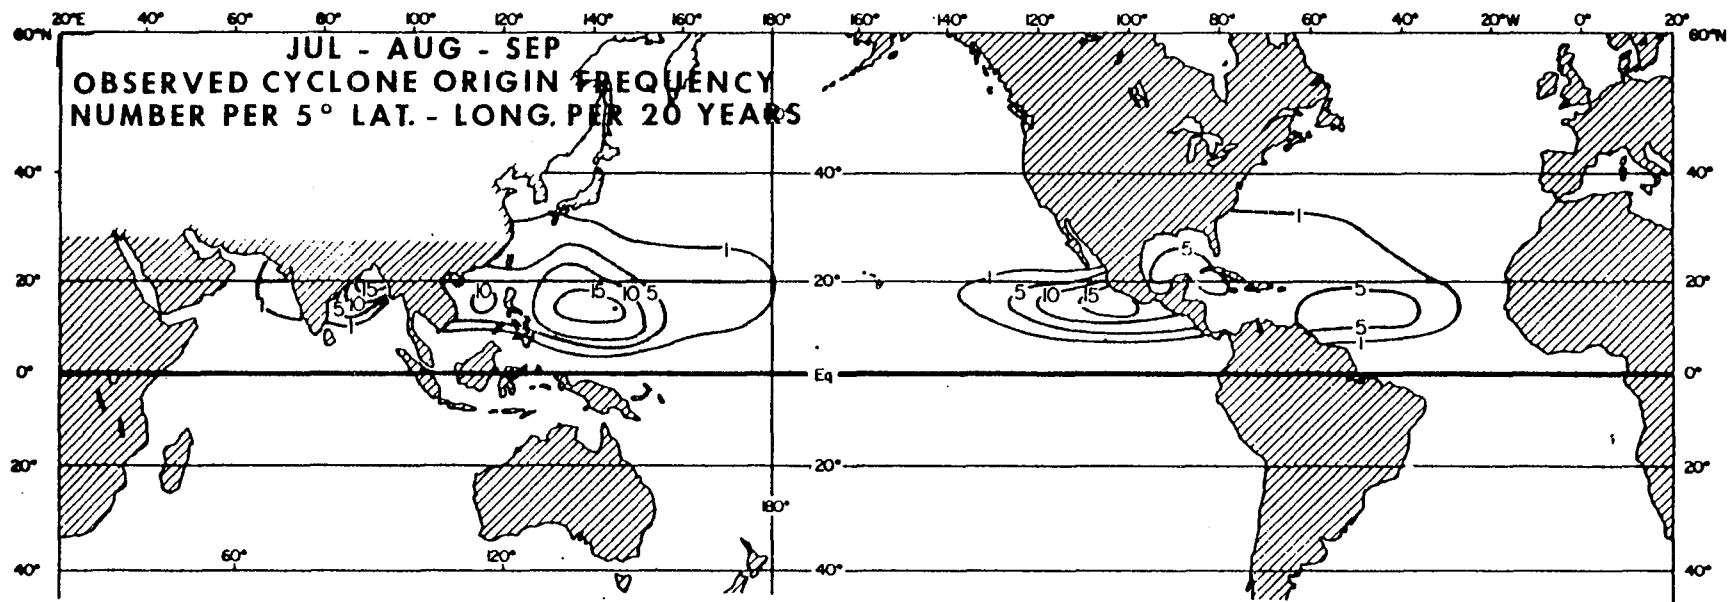 20°E 40° 60° 80° 100° 120° 140° 160° 180°E 160° 140° 120° 100° 80° 60° 40° 20°W 0° 20°
60°N 60°N
JUL - AUG - SEP
OBSERVED CYCLONE ORIGIN FREQUENCY
NUMBER PER 5° LAT. - LONG. PER 20 YEARS
40° 40° 40°
1 1
1 5
20° 20° 1 20°
15 10 15 10 5 5 10 15 5
5 10
1 1 5
1
0° Eq 0°
20° 20° 20°
180°
60° 120°
40° 40° 40°